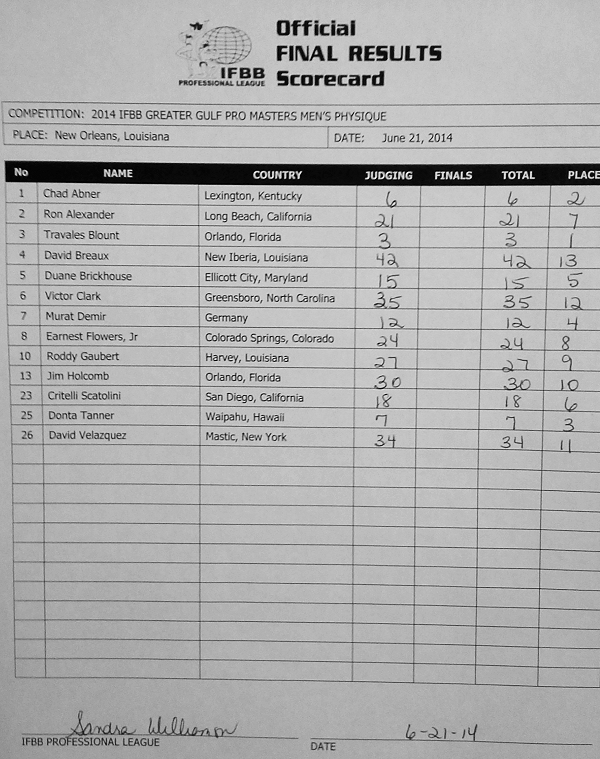 Official
FINAL RESULTS
IFBB Scorecard
PROFESSIONAL LEAGUE
COMPETITION: 2014 IFBB GREATER GULF PRO MASTERS MEN'S PHYSIQUE
PLACE: New Orleans, Louisiana DATE: June 21, 2014
No NAME COUNTRY JUDGING FINALS TOTAL PLACE
1 Chad Abner Lexington, Kentucky 6 6 2
2 Ron Alexander Long Beach, California 21 21 7
3 Travales Blount Orlando, Florida 3 3 1
4 David Breaux New Iberia, Louisiana 42 42 13
5 Duane Brickhouse Ellicott City, Maryland 15 15 5
6 Victor Clark Greensboro, North Carolina 35 35 12
7 Murat Demir Germany 12 12 4
8 Earnest Flowers, Jr Colorado Springs, Colorado 24 24 8
10 Roddy Gaubert Harvey, Louisiana 27 27 9
13 Jim Holcomb Orlando, Florida 30 30 10
23 Critelli Scatolini San Diego, California 18 18 6
25 Donta Tanner Waipahu, Hawaii 7 7 3
26 David Velazquez Mastic, New York 34 34 11
Sandra Williamson 6-21-14
IFBB PROFESSIONAL LEAGUE DATE